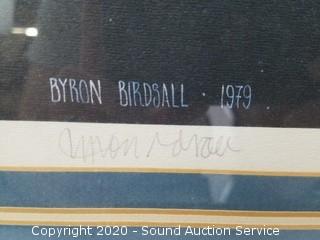 BYRON BIRDSALL · 1979
Copyright 2020 - Sound Auction Service